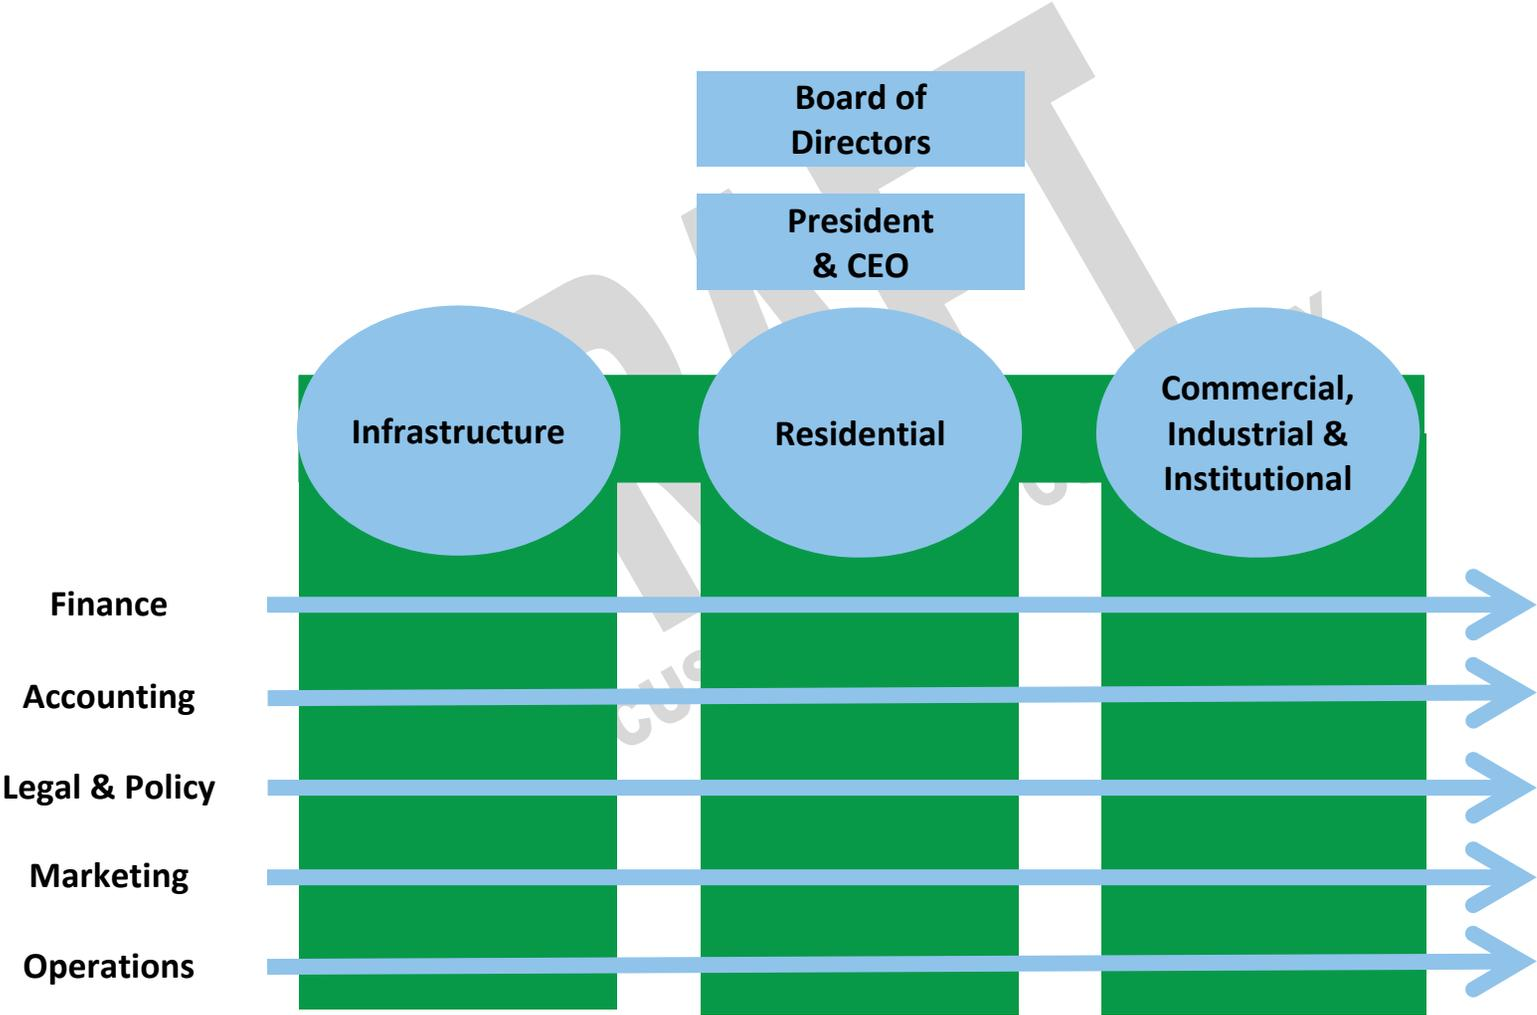 Board of
Directors
President
& CEO
Infrastructure
Residential
Commercial,
Industrial &
Institutional
Finance
Accounting
Legal & Policy
Marketing
Operations